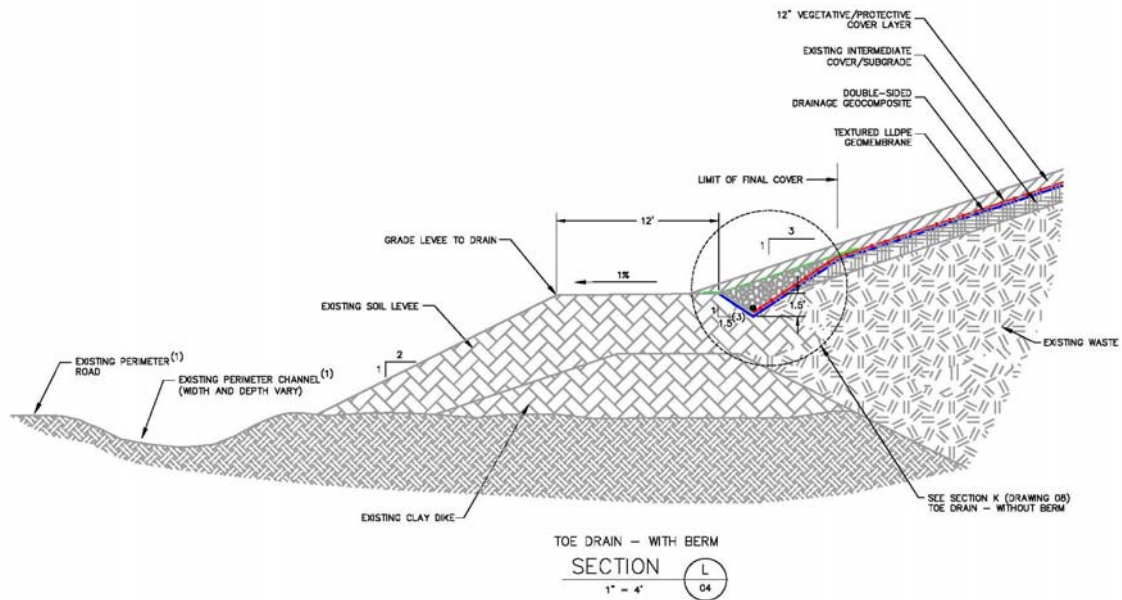 12" VEGETATIVE/PROTECTIVE
COVER LAYER
EXISTING INTERMEDIATE
COVER/SUBGRADE
DOUBLE-SIDED
DRAINAGE GEOCOMPOSITE
TEXTURED LLDPE
GEOMEMBRANE
LIMIT OF FINAL COVER
12'
3
1
GRADE LEVEE TO DRAIN
1%
EXISTING SOIL LEVEE
1
1.5(3)
1.5'
2
1
EXISTING WASTE
EXISTING PERIMETER(1)
ROAD
EXISTING PERIMETER CHANNEL(1)
(WIDTH AND DEPTH VARY)
EXISTING CLAY DIKE
SEE SECTION K (DRAWING 08)
TOE DRAIN - WITHOUT BERM
TOE DRAIN - WITH BERM
SECTION
L
04
1" - 4'